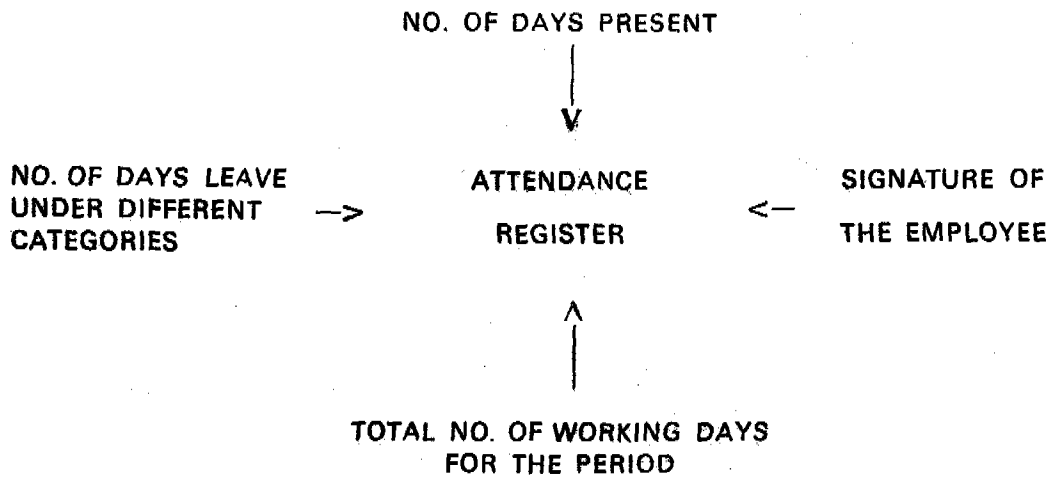 NO. OF DAYS PRESENT
NO. OF DAYS LEAVE
UNDER DIFFERENT
CATEGORIES
ATTENDANCE
REGISTER
SIGNATURE OF
THE EMPLOYEE
TOTAL NO. OF WORKING DAYS
FOR THE PERIOD